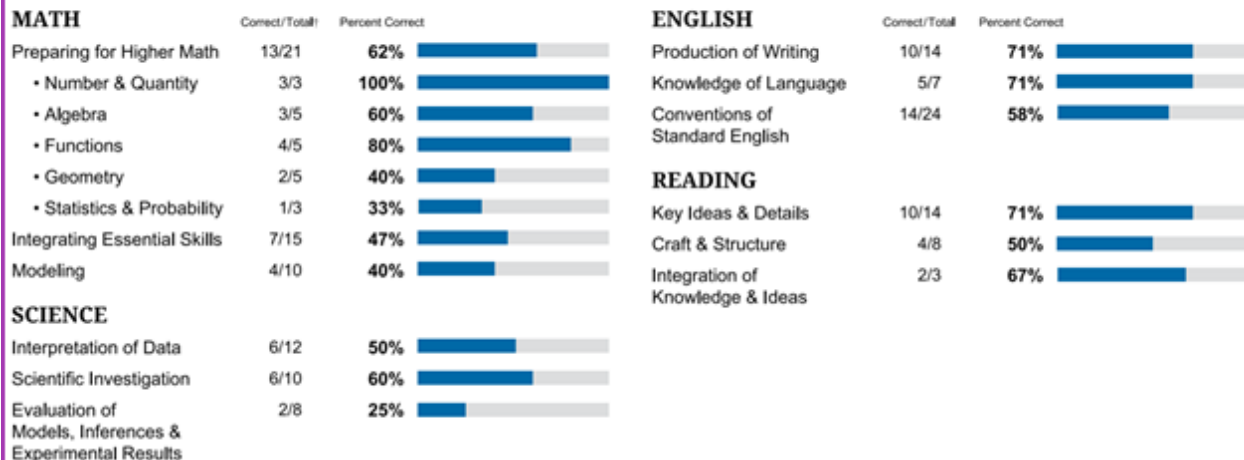 MATH Correct/Total† Percent Correct
Preparing for Higher Math 13/21 62%
• Number & Quantity 3/3 100%
• Algebra 3/5 60%
• Functions 4/5 80%
• Geometry 2/5 40%
• Statistics & Probability 1/3 33%
Integrating Essential Skills 7/15 47%
Modeling 4/10 40%
SCIENCE
Interpretation of Data 6/12 50%
Scientific Investigation 6/10 60%
Evaluation of 2/8 25%
Models, Inferences &
Experimental Results
ENGLISH Correct/Total Percent Correct
Production of Writing 10/14 71%
Knowledge of Language 5/7 71%
Conventions of 14/24 58%
Standard English
READING
Key Ideas & Details 10/14 71%
Craft & Structure 4/8 50%
Integration of 2/3 67%
Knowledge & Ideas